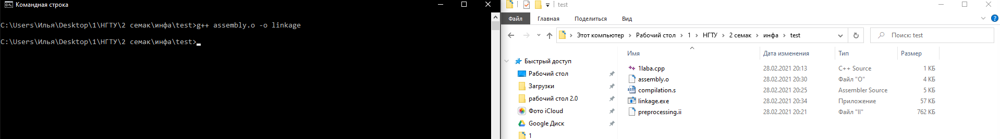 Командная строка
C:\Users\Илья\Desktop\1\НГТУ\2 семак\инфа\test>g++ assembly.o -o linkage
C:\Users\Илья\Desktop\1\НГТУ\2 семак\инфа\test>
test
Файл Главная Поделиться Вид
Этот компьютер › Рабочий стол › 1 › НГТУ › 2 семак › инфа › test
Поиск: test
Быстрый доступ
Рабочий стол
Загрузки
рабочий стол 2.0
Фото iCloud
Google Диск
1
Имя Дата изменения Тип Размер
1laba.cpp 28.02.2021 20:13 C++ Source 1 КБ
assembly.o 28.02.2021 20:30 Файл "O" 4 КБ
compilation.s 28.02.2021 20:25 Assembler Source 5 КБ
linkage.exe 28.02.2021 20:34 Приложение 57 КБ
preprocessing.ii 28.02.2021 20:21 Файл "II" 762 КБ